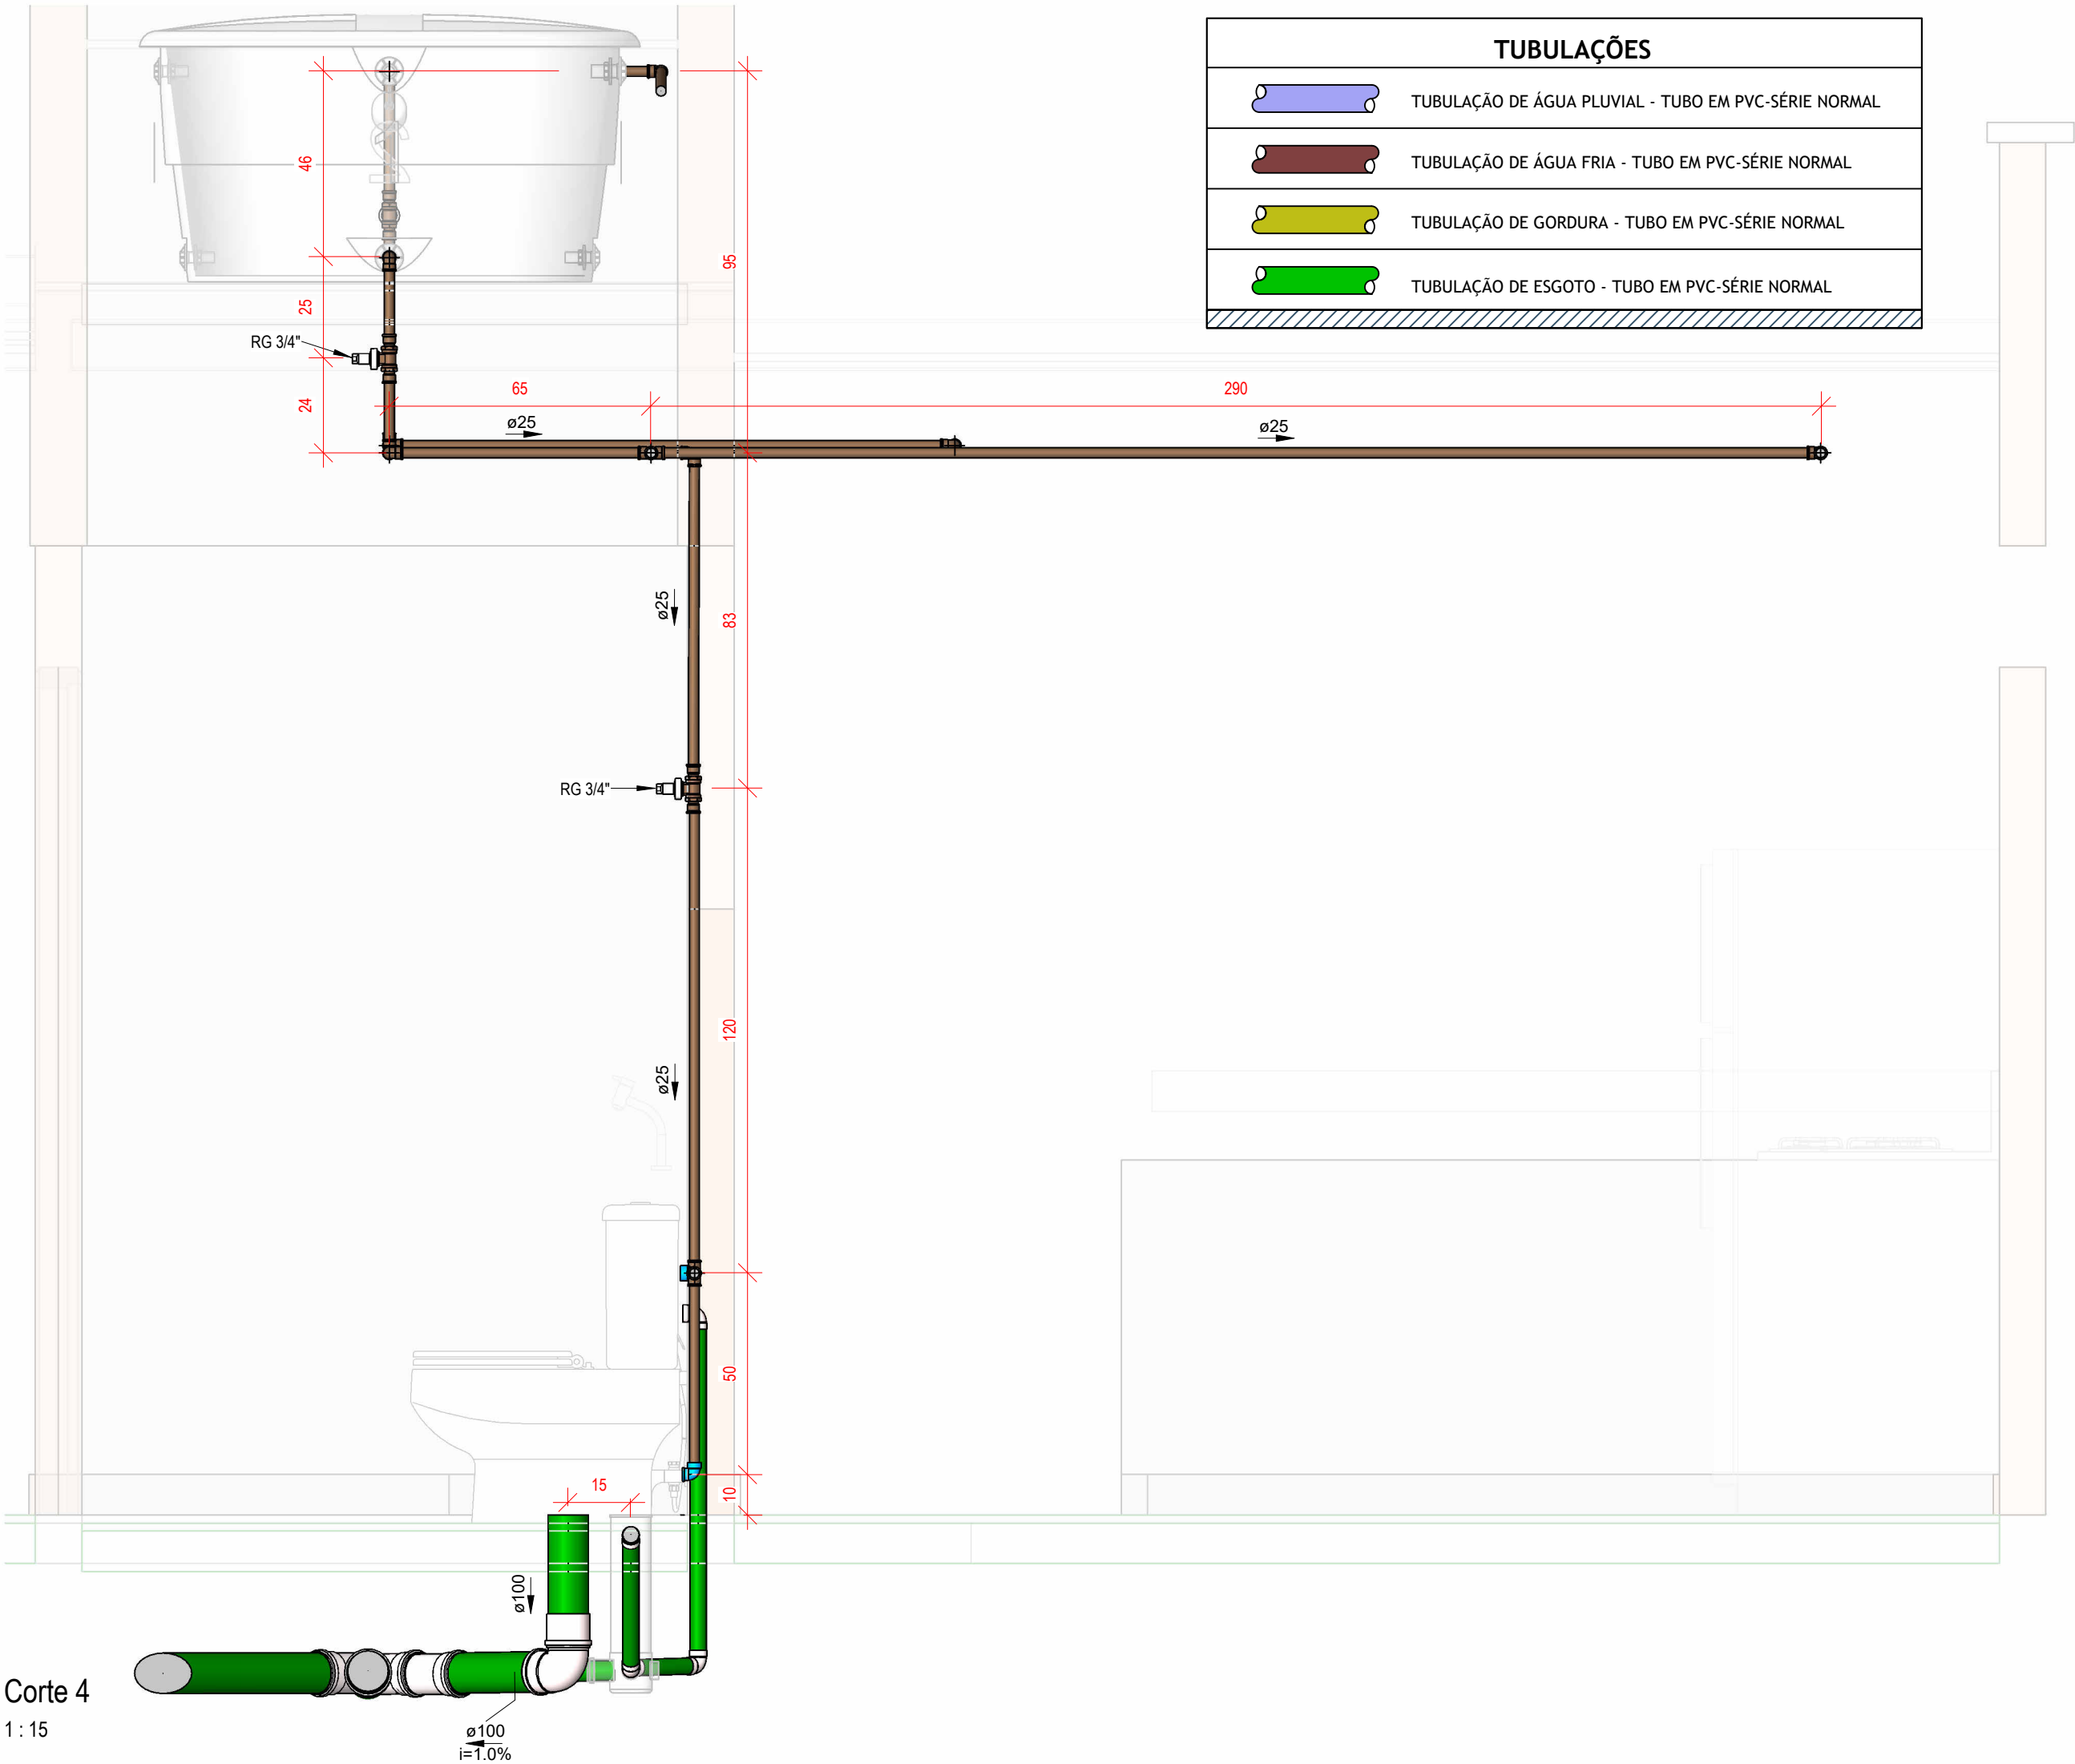 TUBULAÇÕES
TUBULAÇÃO DE ÁGUA PLUVIAL - TUBO EM PVC-SÉRIE NORMAL
TUBULAÇÃO DE ÁGUA FRIA - TUBO EM PVC-SÉRIE NORMAL
TUBULAÇÃO DE GORDURA - TUBO EM PVC-SÉRIE NORMAL
TUBULAÇÃO DE ESGOTO - TUBO EM PVC-SÉRIE NORMAL
46
95
25
RG 3/4"
24
65
290
ø25
ø25
ø25
83
RG 3/4"
120
ø25
50
15
10
ø100
Corte 4
1 : 15
ø100
i=1.0%